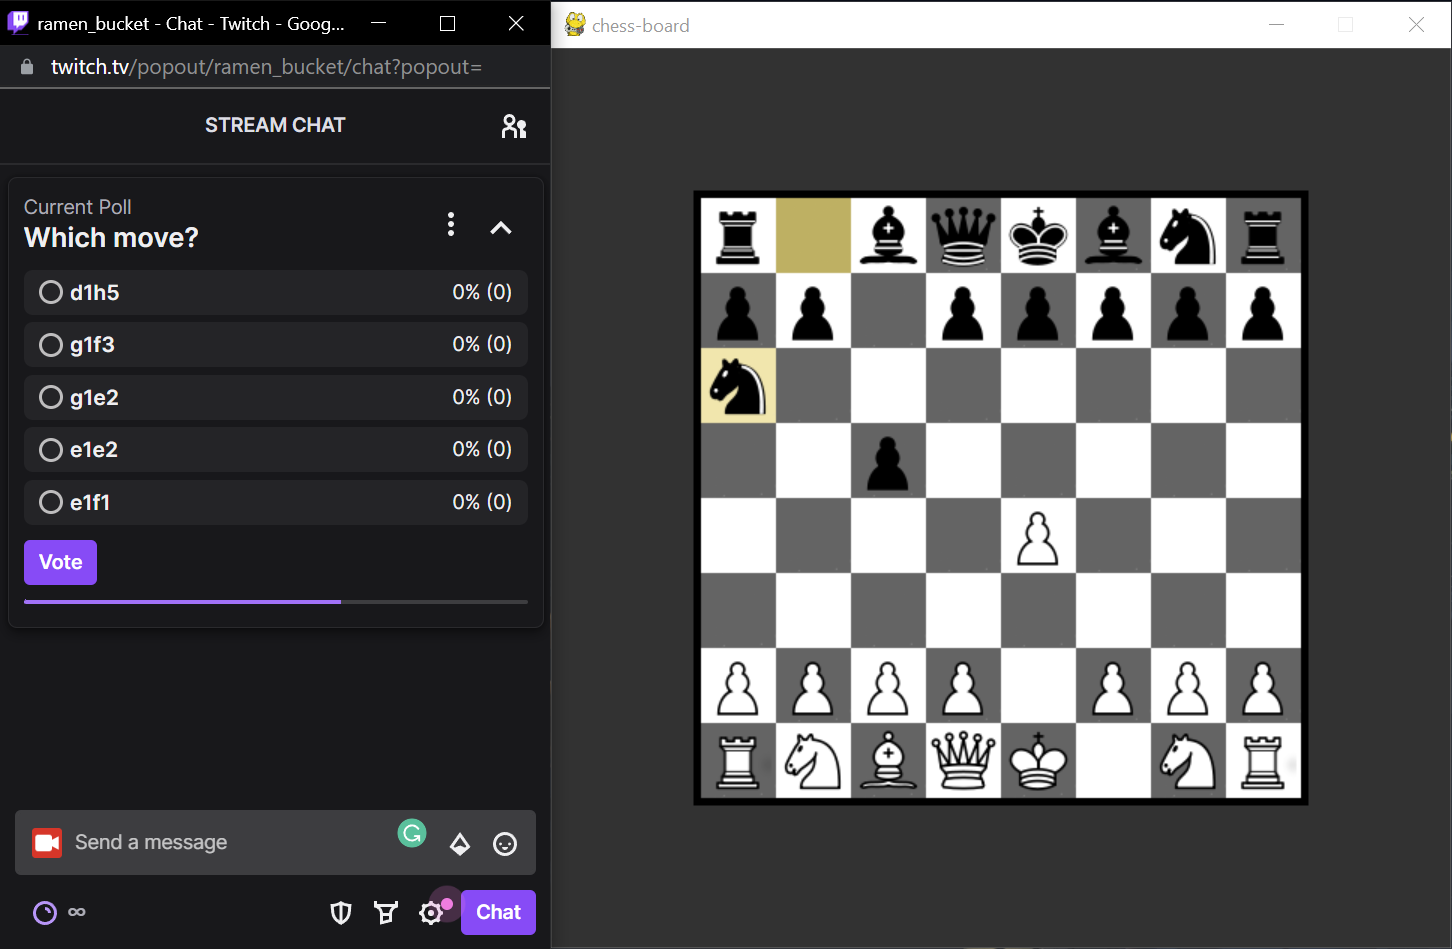 ramen_bucket - Chat - Twitch - Goog...
twitch.tv/popout/ramen_bucket/chat?popout=
STREAM CHAT
Current Poll
Which move?
d1h5 0% (0)
g1f3 0% (0)
g1e2 0% (0)
e1e2 0% (0)
e1f1 0% (0)
Vote
Send a message
∞
Chat
chess-board